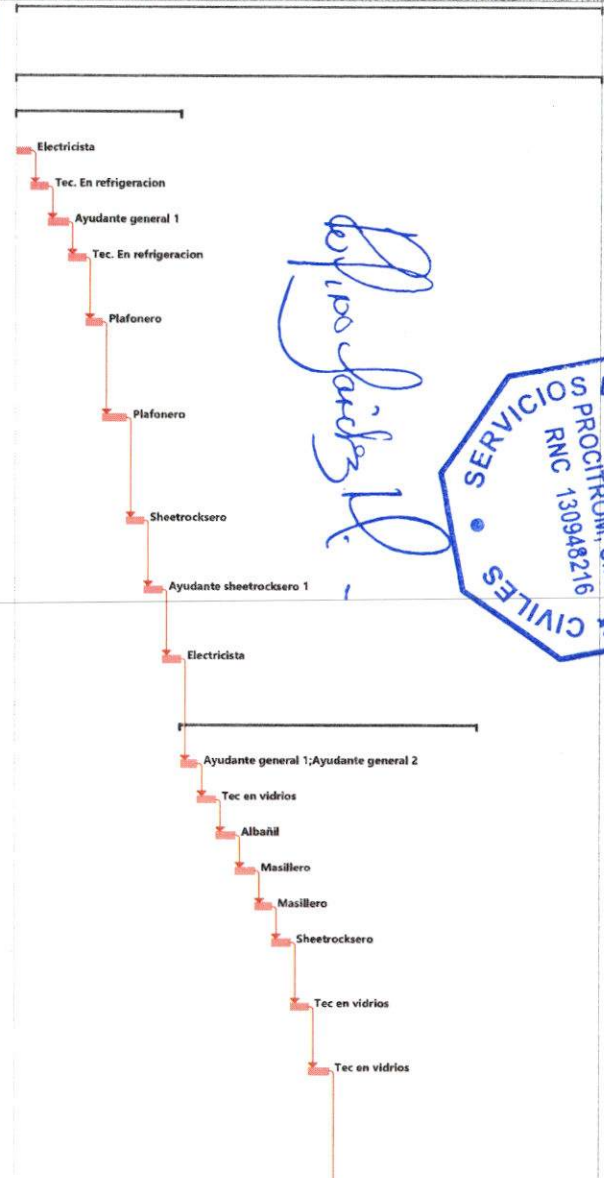 Electricista
Tec. En refrigeracion
Ayudante general 1
Tec. En refrigeracion
Plafonero
Plafonero
Sheetrocksero
Ayudante sheetrocksero 1
Electricista
Ayudante general 1;Ayudante general 2
Tec en vidrios
Albañil
Masillero
Masillero
Sheetrocksero
Tec en vidrios
Tec en vidrios
SERVICIOS
PROCITROM,
RNC 130948216
CIVILES